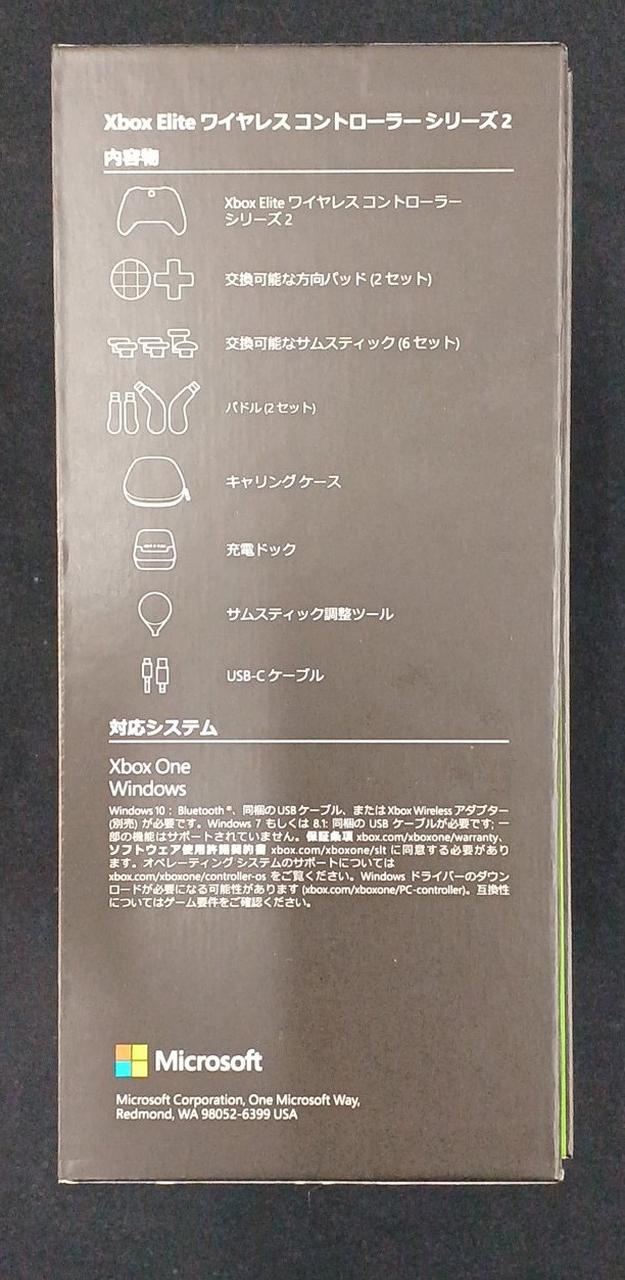 Xbox Elite ワイヤレス コントローラー シリーズ 2
内容物
Xbox Elite ワイヤレス コントローラー
シリーズ 2
交換可能な方向パッド (2 セット)
交換可能なサムスティック (6 セット)
パドル (2 セット)
キャリング ケース
充電ドック
サムスティック調整ツール
USB-C ケーブル
対応システム
Xbox One
Windows
Windows 10 : Bluetooth®、同梱の USB ケーブル、または Xbox Wireless アダプター
(別売) が必要です。Windows 7 もしくは 8.1: 同梱の USB ケーブルが必要です; 一
部の機能はサポートされていません。保証条項 xbox.com/xboxone/warranty、
ソフトウェア使用許諾契約書 xbox.com/xboxone/slt に同意する必要があり
ます。オペレーティング システムのサポートについては
xbox.com/xboxone/controller-os をご覧ください。Windows ドライバーのダウン
ロードが必要になる可能性があります (xbox.com/xboxone/PC-controller)。互換性
についてはゲーム要件をご確認ください。
Microsoft
Microsoft Corporation, One Microsoft Way,
Redmond, WA 98052-6399 USA